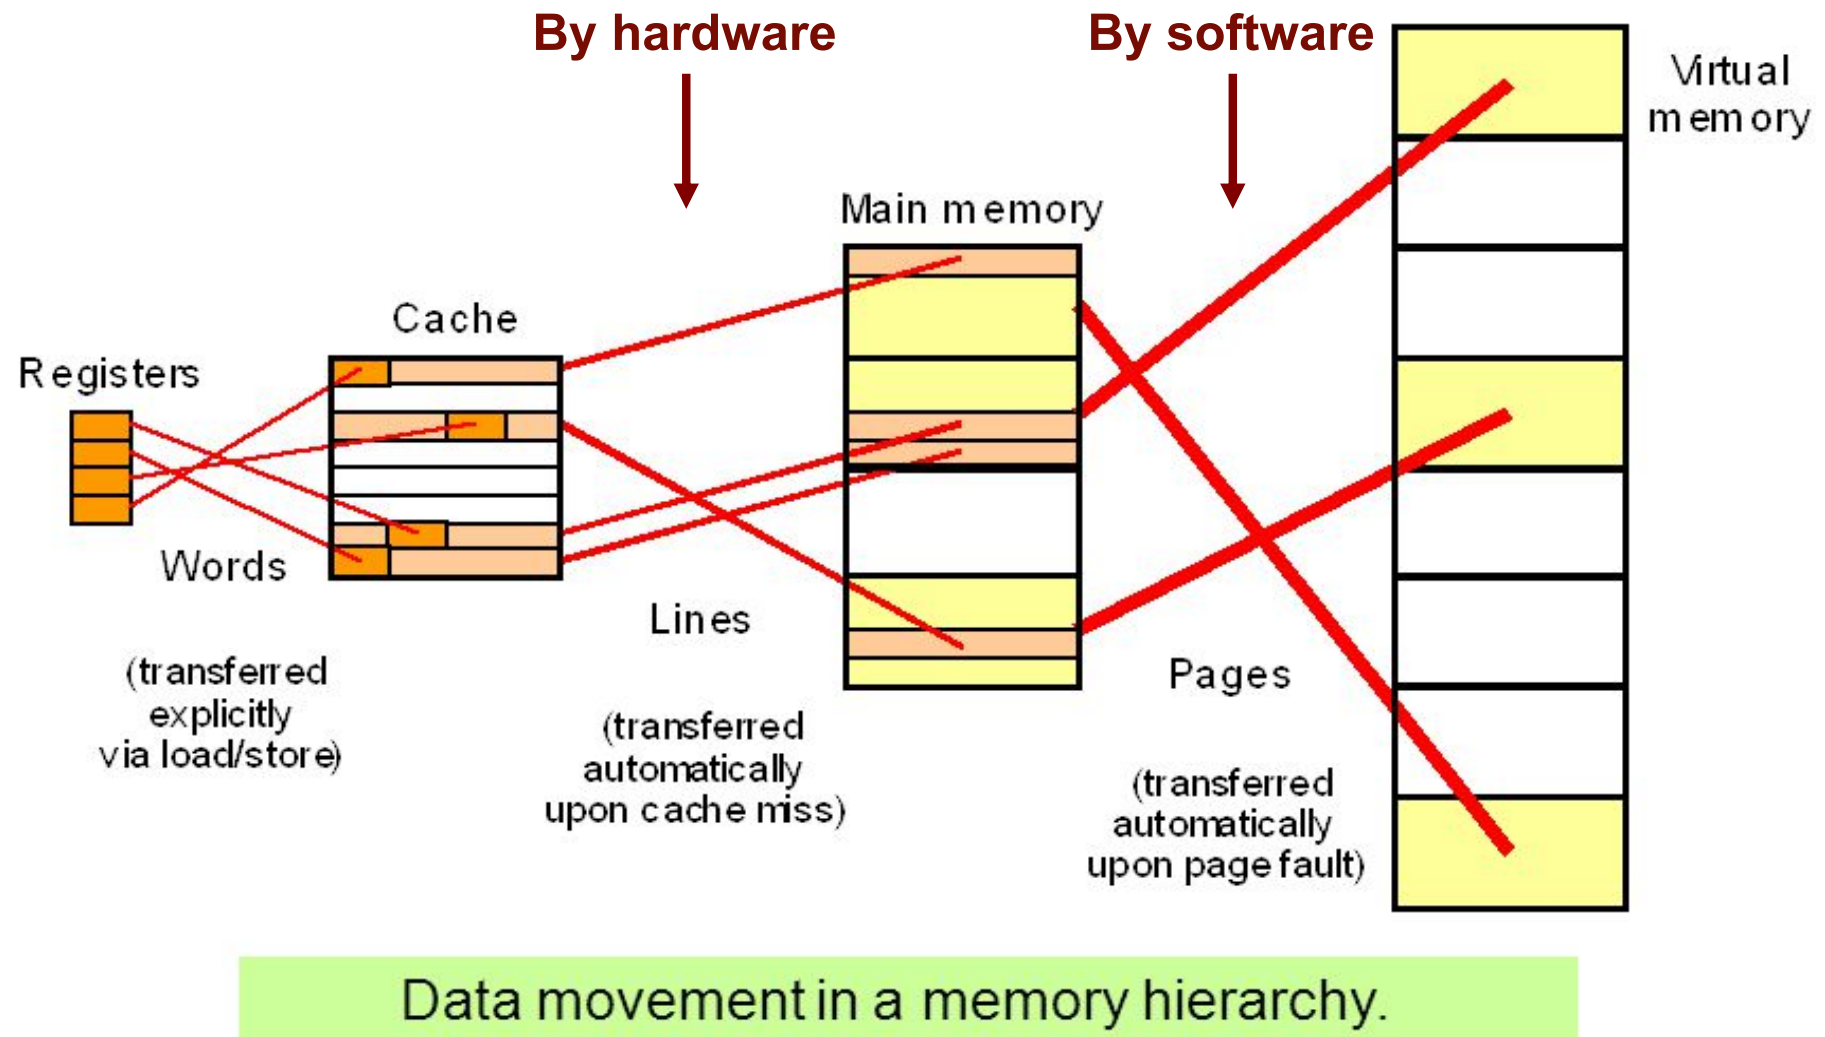 By hardware
By software
Virtual
memory
Main memory
Cache
Registers
Words
Lines
Pages
(transferred
explicitly
via load/store)
(transferred
automatically
upon cache miss)
(transferred
automatically
upon page fault)
Data movement in a memory hierarchy.